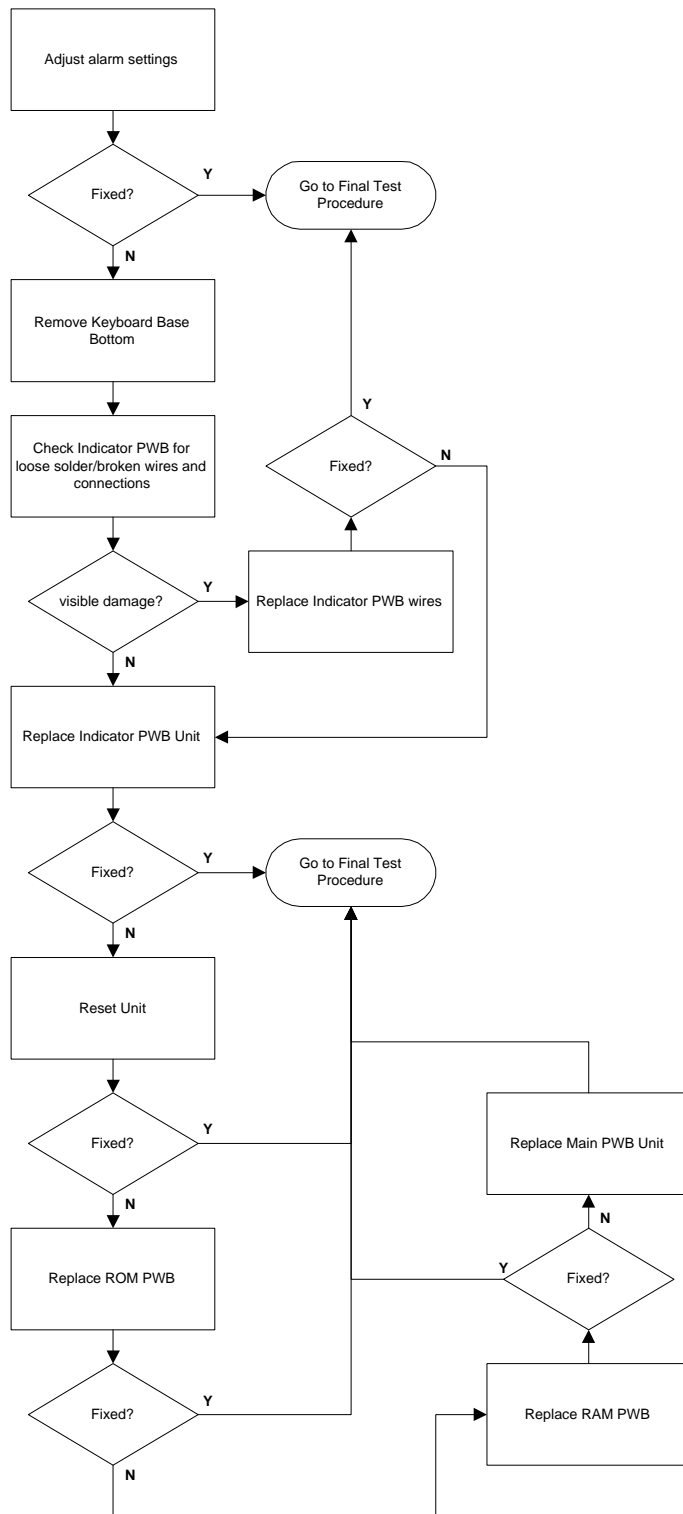 Adjust alarm settings
Fixed?
Y
Go to Final Test
Procedure
N
Remove Keyboard Base
Bottom
Check Indicator PWB for
loose solder/broken wires and
connections
Y
Fixed?
N
visible damage?
Y
Replace Indicator PWB wires
N
Replace Indicator PWB Unit
Fixed?
Y
Go to Final Test
Procedure
N
Reset Unit
Fixed?
Y
N
Replace ROM PWB
Fixed?
Y
N
Replace Main PWB Unit
N
Y
Fixed?
Replace RAM PWB